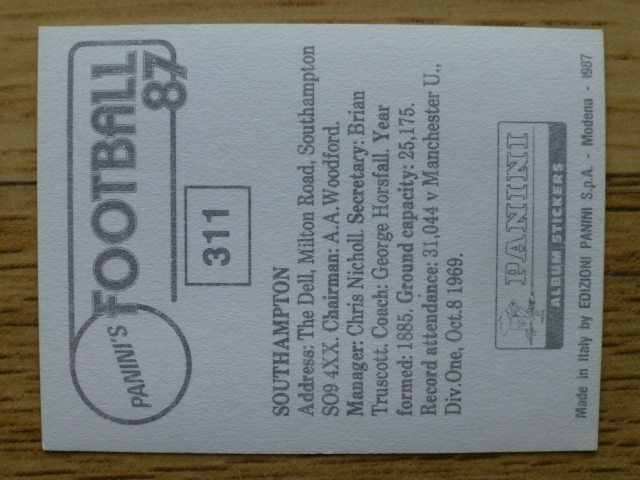 PANINI'S
FOOTBALL
87
311
SOUTHAMPTON
Address: The Dell, Milton Road, Southampton
SO9 4XX. Chairman: A.A. Woodford.
Manager: Chris Nicholl. Secretary: Brian
Truscott. Coach: George Horsfall. Year
formed: 1885. Ground capacity: 25,175.
Record attendance: 31,044 v Manchester U.,
Div.One, Oct.8 1969.
PANINI
ALBUM STICKERS
Made in Italy by EDIZIONI PANINI S.p.A. - Modena - 1987